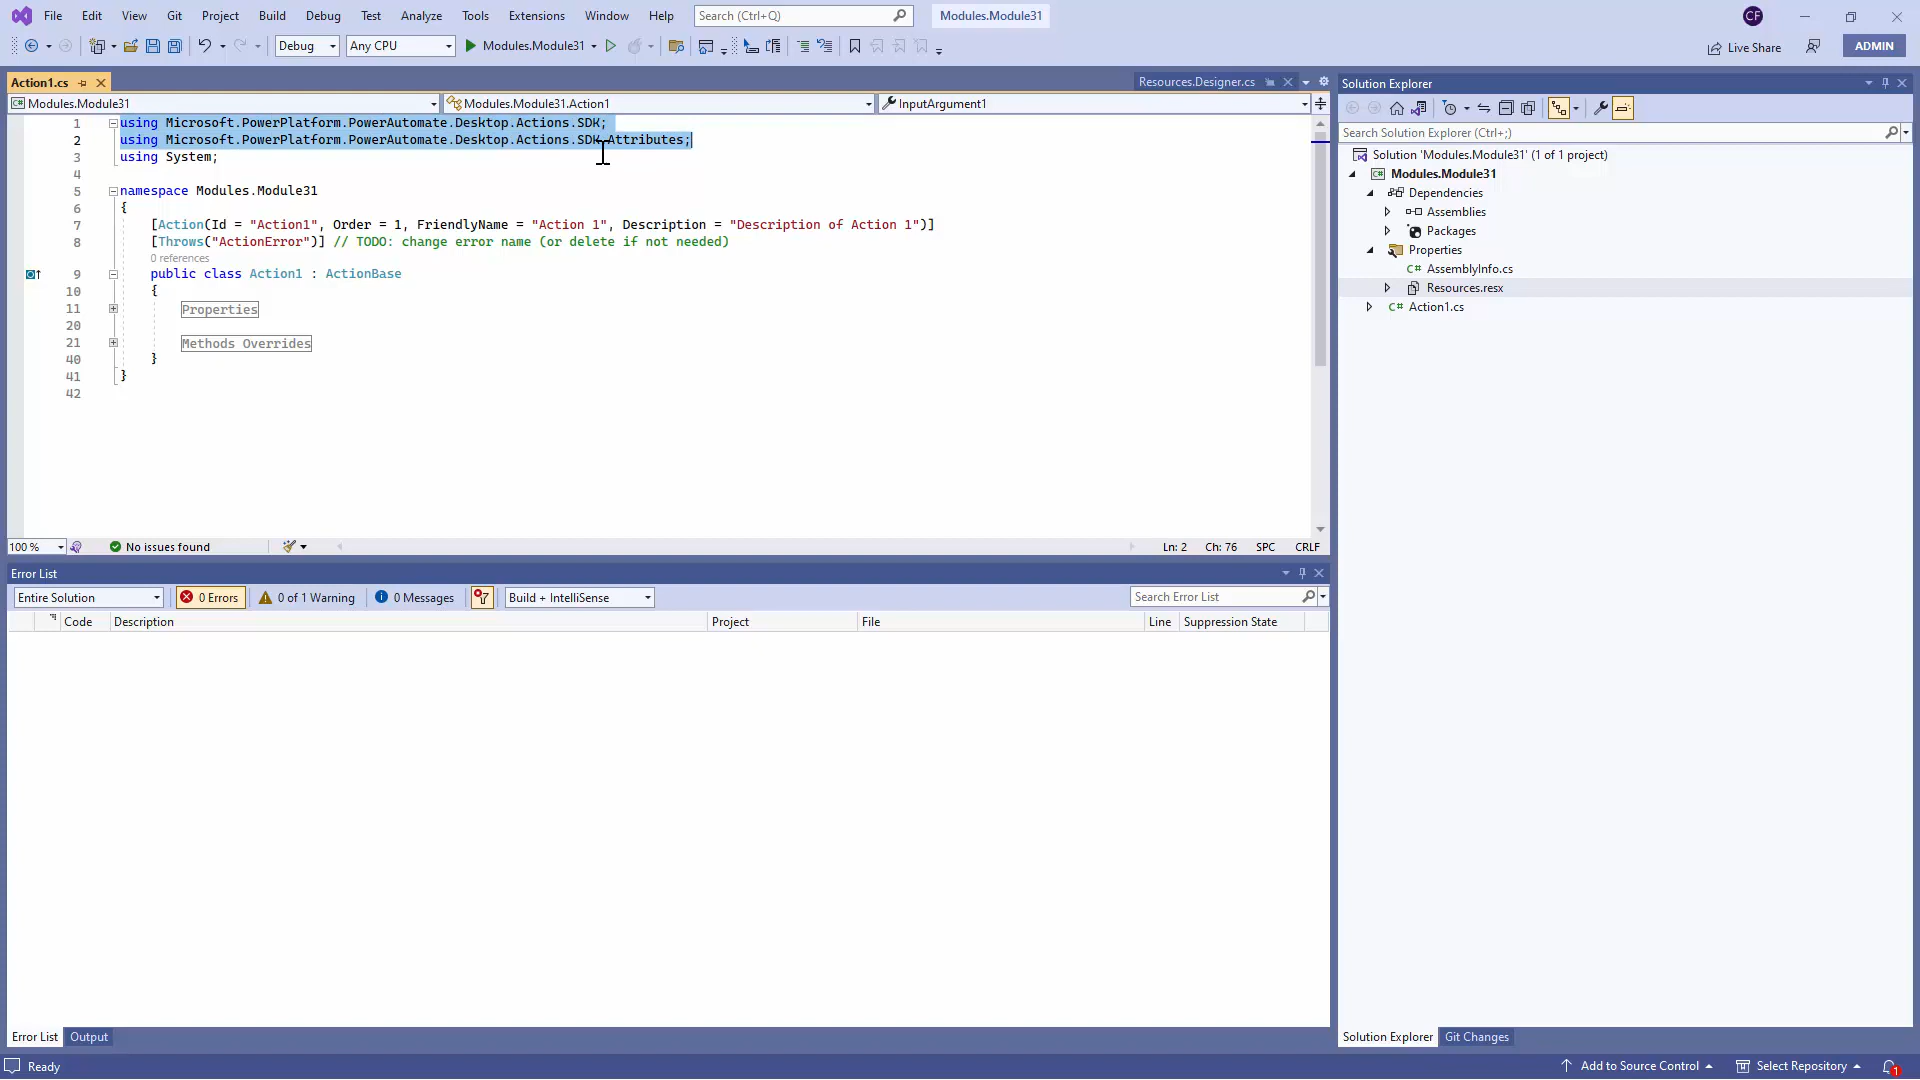 File Edit View Git Project Build Debug Test Analyze Tools Extensions Window Help Search (Ctrl+Q) Modules.Module31 CF
Debug Any CPU Modules.Module31 Live Share ADMIN
Action1.cs Resources.Designer.cs
Modules.Module31 Modules.Module31.Action1 InputArgument1
1 using Microsoft.PowerPlatform.PowerAutomate.Desktop.Actions.SDK;
2 using Microsoft.PowerPlatform.PowerAutomate.Desktop.Actions.SDK.Attributes;
3 using System;
4
5 namespace Modules.Module31
6 {
7 [Action(Id = "Action1", Order = 1, FriendlyName = "Action 1", Description = "Description of Action 1")]
8 [Throws("ActionError")] // TODO: change error name (or delete if not needed)
0 references
9 public class Action1 : ActionBase
10 {
11 Properties
20
21 Methods Overrides
40 }
41 }
42
100 % No issues found Ln: 2 Ch: 76 SPC CRLF
Error List
Entire Solution 0 Errors 0 of 1 Warning 0 Messages Build + IntelliSense Search Error List
Code Description Project File Line Suppression State
Error List Output
Solution Explorer
Search Solution Explorer (Ctrl+;)
Solution 'Modules.Module31' (1 of 1 project)
Modules.Module31
Dependencies
Assemblies
Packages
Properties
AssemblyInfo.cs
Resources.resx
Action1.cs
Solution Explorer Git Changes
Ready Add to Source Control Select Repository 1